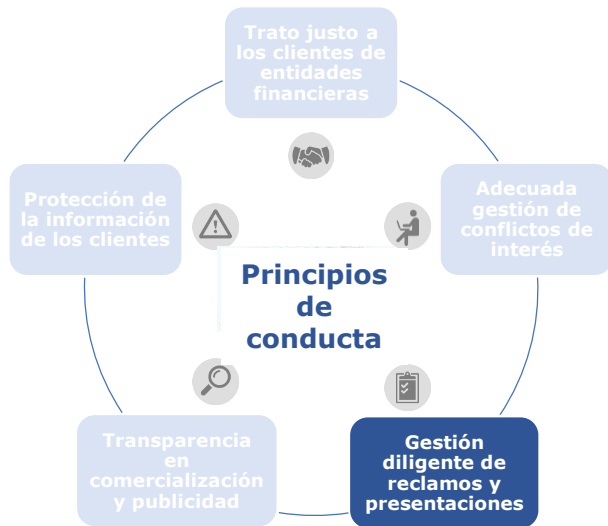 Trato justo a
los clientes de
entidades
financieras
Protección de
la información
de los clientes
Adecuada
gestión de
conflictos de
interés
Principios
de
conducta
Transparencia
en
comercialización
y publicidad
Gestión
diligente de
reclamos y
presentaciones